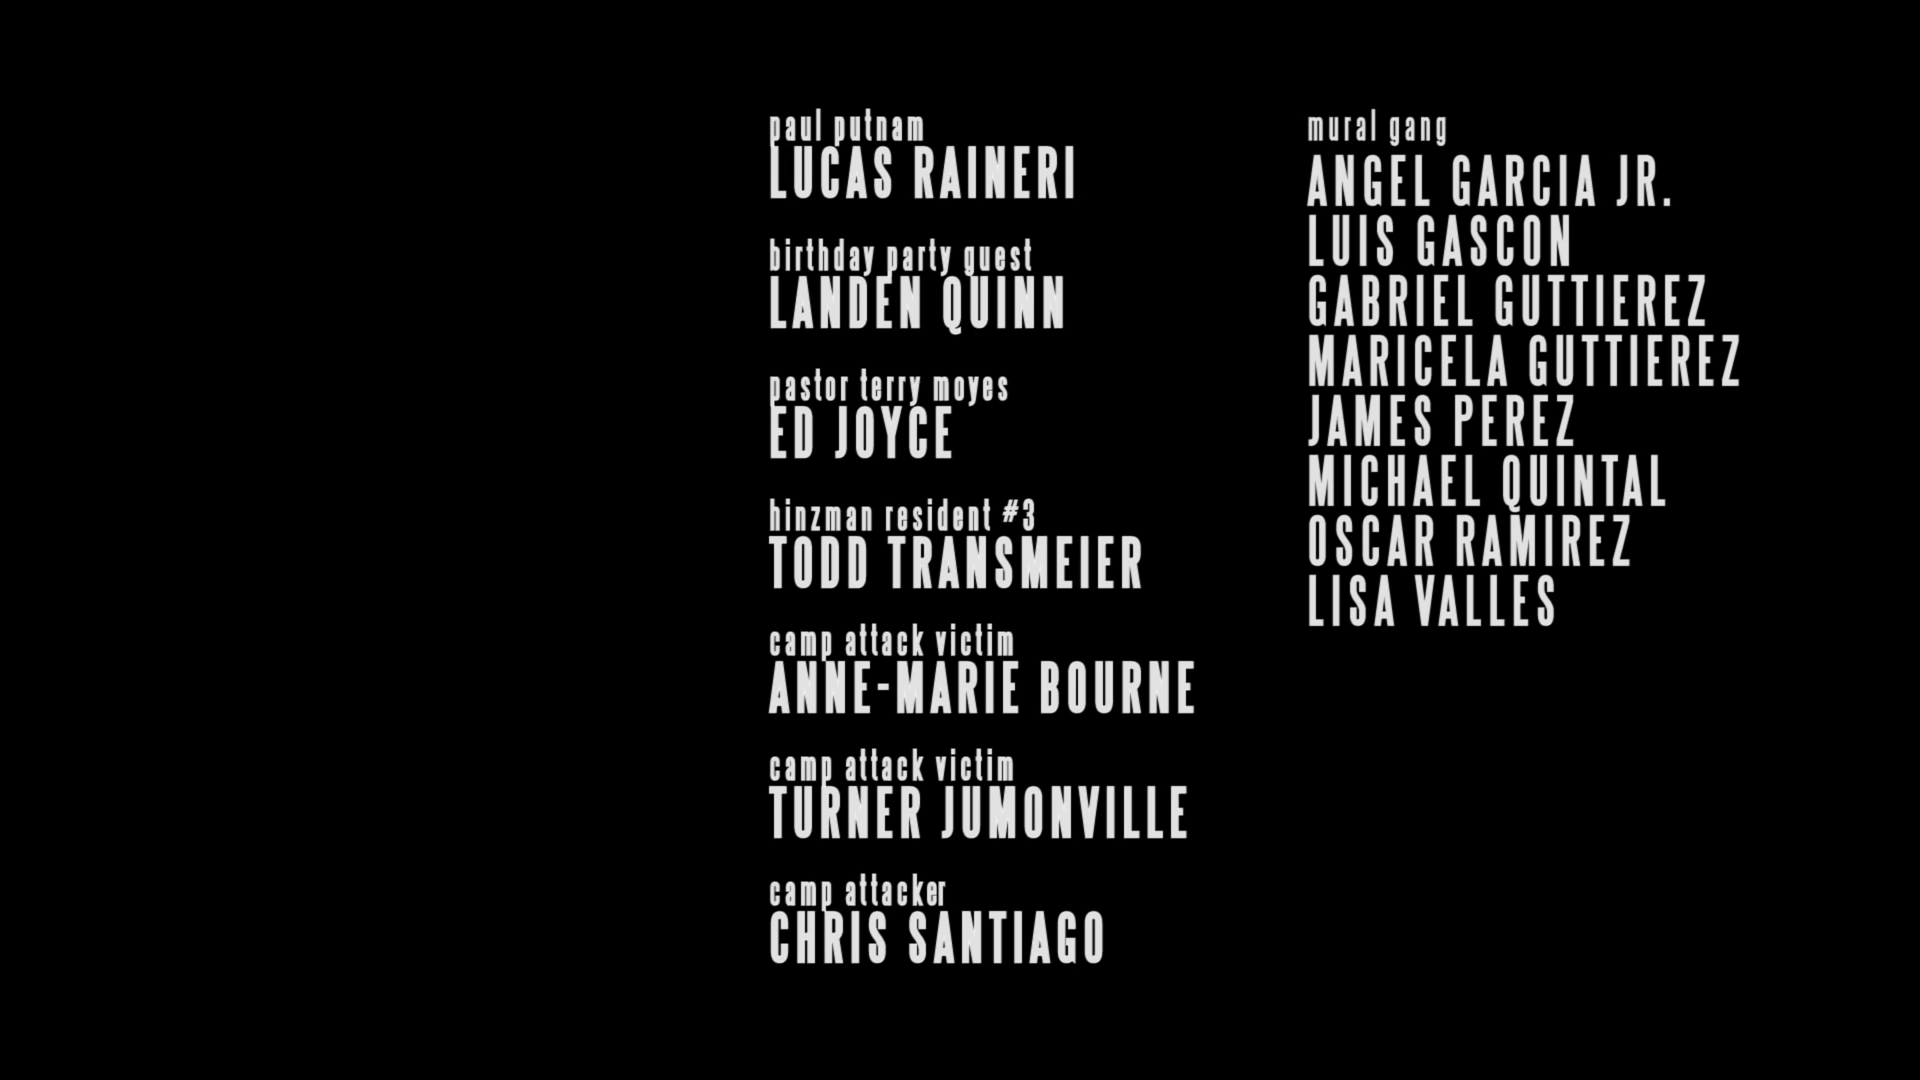 paul putnam
LUCAS RAINERI
birthday party guest
LANDEN QUINN
pastor terry moyes
ED JOYCE
hinzman resident #3
TODD TRANSMEIER
camp attack victim
ANNE-MARIE BOURNE
camp attack victim
TURNER JUMONVILLE
camp attacker
CHRIS SANTIAGO
mural gang
ANGEL GARCIA JR.
LUIS GASCON
GABRIEL GUTTIEREZ
MARICELA GUTTIEREZ
JAMES PEREZ
MICHAEL QUINTAL
OSCAR RAMIREZ
LISA VALLES